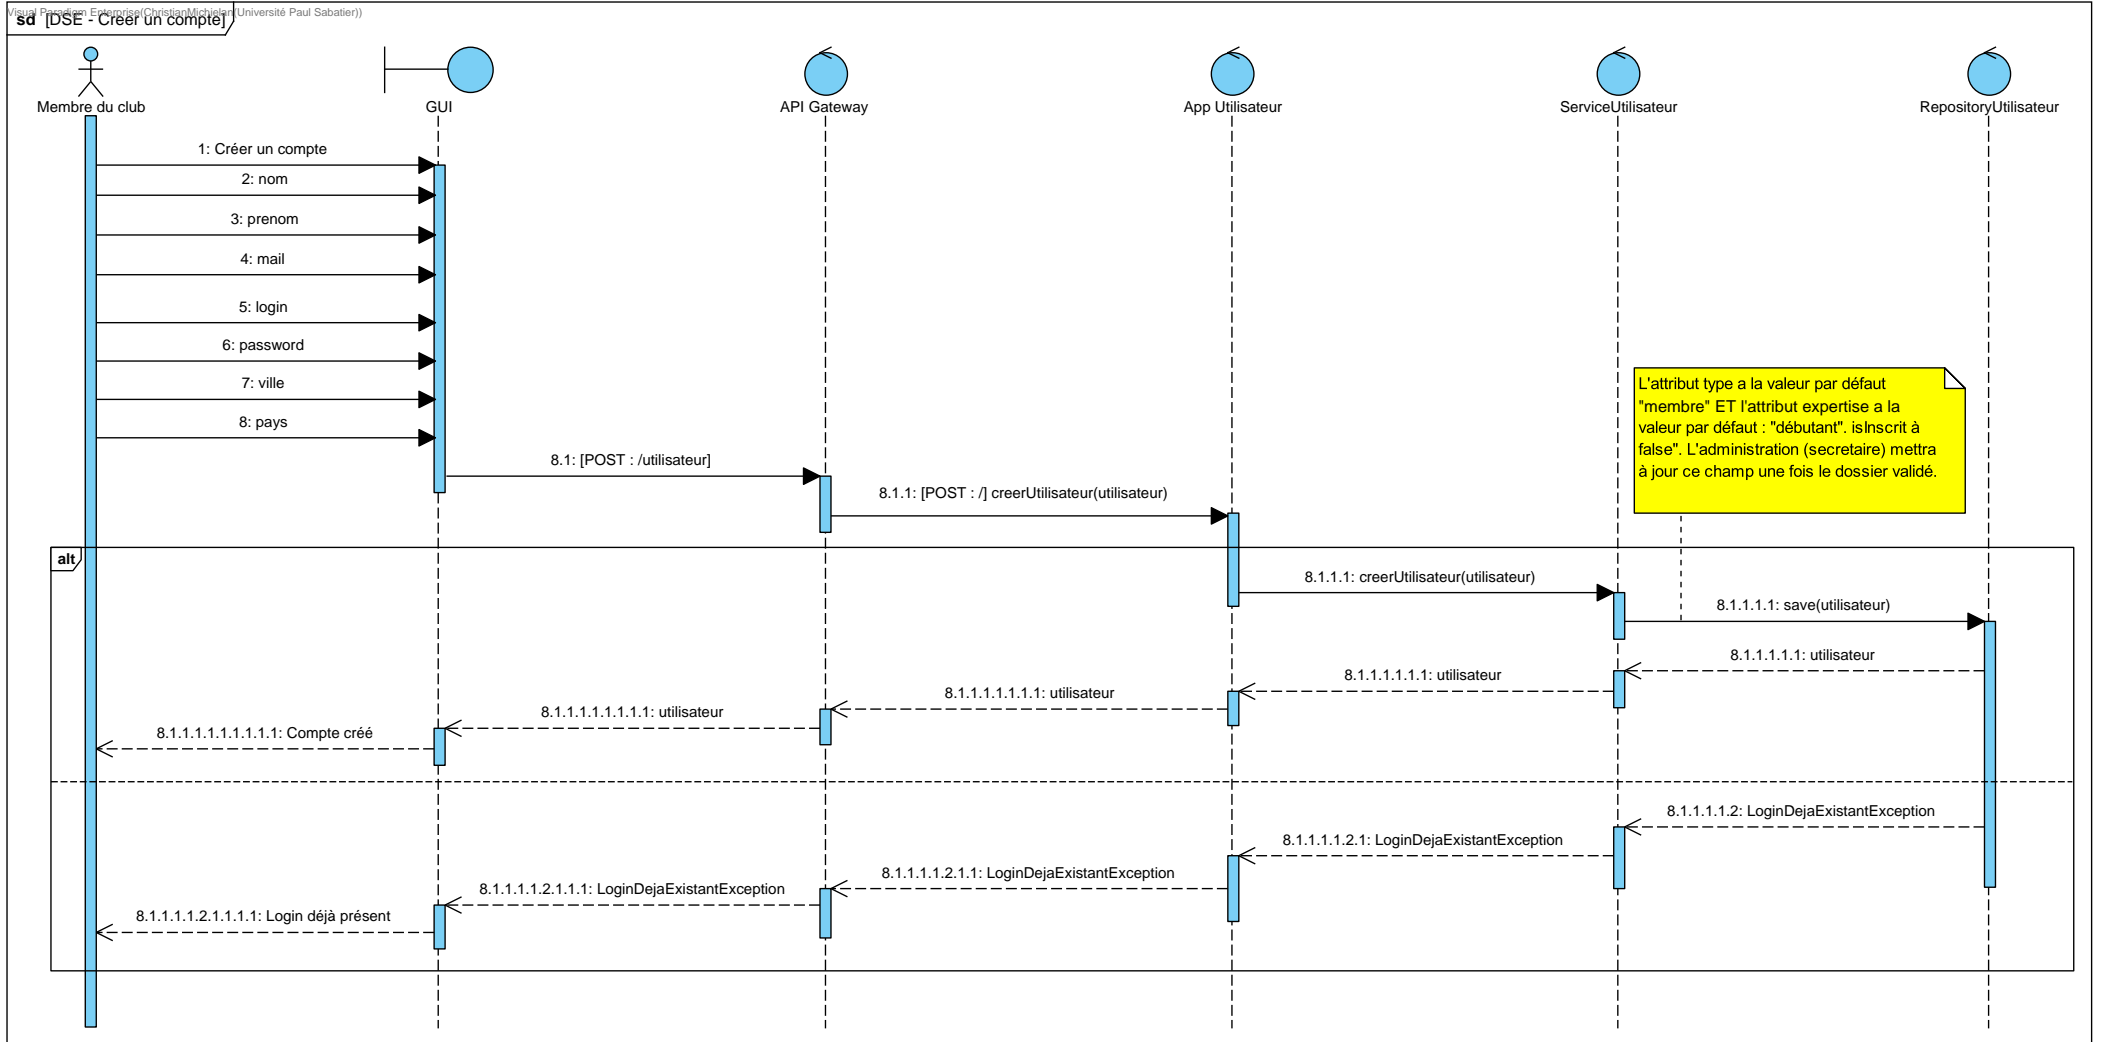 Visual Paradigm Enterprise(ChristianMichielan(Université Paul Sabatier))
sd [DSE - Creer un compte]
Membre du club
GUI
API Gateway
App Utilisateur
ServiceUtilisateur
RepositoryUtilisateur
1: Créer un compte
2: nom
3: prenom
4: mail
5: login
6: password
7: ville
8: pays
L'attribut type a la valeur par défaut
"membre" ET l'attribut expertise a la
valeur par défaut : "débutant". isInscrit à
false". L'administration (secretaire) mettra
à jour ce champ une fois le dossier validé.
8.1: [POST : /utilisateur]
8.1.1: [POST : /] creerUtilisateur(utilisateur)
alt
8.1.1.1: creerUtilisateur(utilisateur)
8.1.1.1.1: save(utilisateur)
8.1.1.1.1.1: utilisateur
8.1.1.1.1.1.1: utilisateur
8.1.1.1.1.1.1.1: utilisateur
8.1.1.1.1.1.1.1.1: utilisateur
8.1.1.1.1.1.1.1.1.1: Compte créé
8.1.1.1.1.2: LoginDejaExistantException
8.1.1.1.1.2.1: LoginDejaExistantException
8.1.1.1.1.2.1.1: LoginDejaExistantException
8.1.1.1.1.2.1.1.1: LoginDejaExistantException
8.1.1.1.1.2.1.1.1.1: Login déjà présent